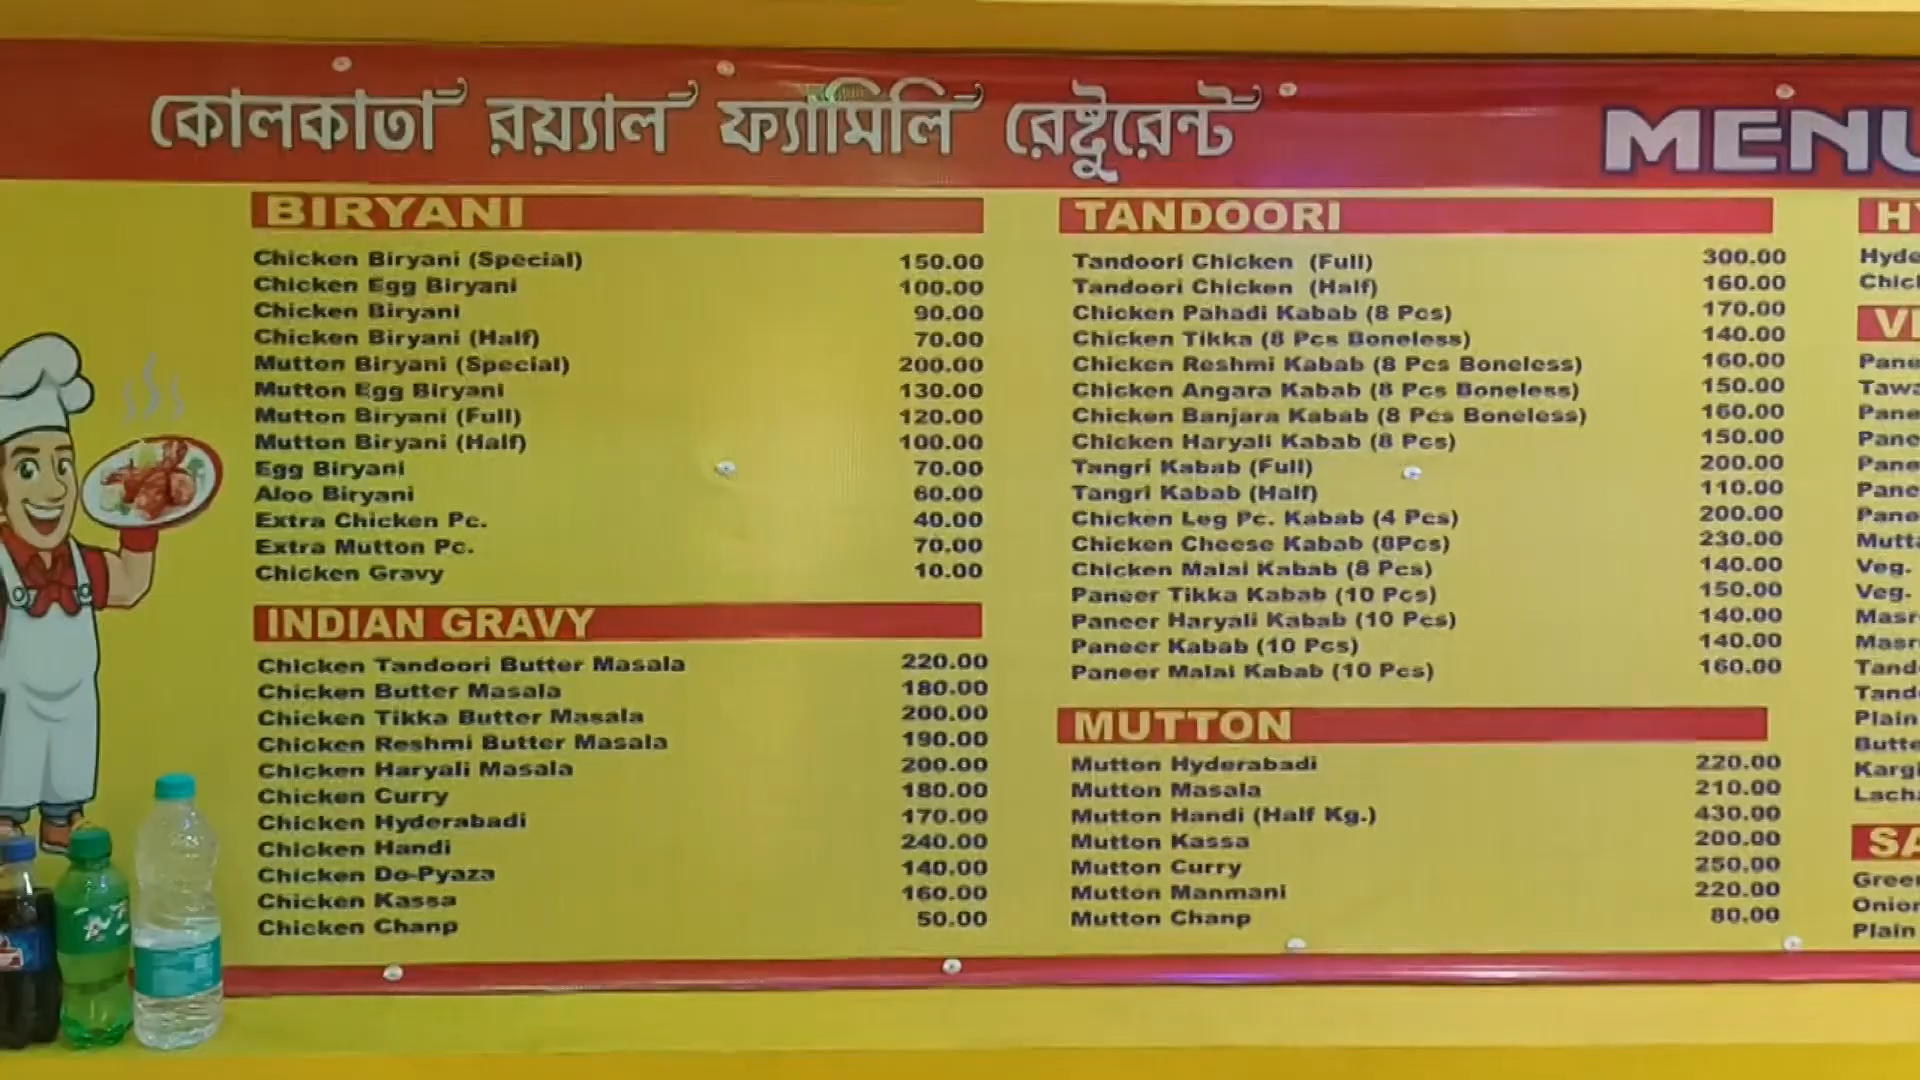 কোলকাতা রয়্যাল ফ্যামিলি রেষ্টুরেন্ট
MENU
BIRYANI
Chicken Biryani (Special) 150.00
Chicken Egg Biryani 100.00
Chicken Biryani 90.00
Chicken Biryani (Half) 70.00
Mutton Biryani (Special) 200.00
Mutton Egg Biryani 130.00
Mutton Biryani (Full) 120.00
Mutton Biryani (Half) 100.00
Egg Biryani 70.00
Aloo Biryani 60.00
Extra Chicken Pc. 40.00
Extra Mutton Pc. 70.00
Chicken Gravy 10.00
INDIAN GRAVY
Chicken Tandoori Butter Masala 220.00
Chicken Butter Masala 180.00
Chicken Tikka Butter Masala 200.00
Chicken Reshmi Butter Masala 190.00
Chicken Haryali Masala 200.00
Chicken Curry 180.00
Chicken Hyderabadi 170.00
Chicken Handi 240.00
Chicken Do-Pyaza 140.00
Chicken Kassa 160.00
Chicken Chanp 50.00
TANDOORI
Tandoori Chicken (Full) 300.00
Tandoori Chicken (Half) 160.00
Chicken Pahadi Kabab (8 Pcs) 170.00
Chicken Tikka (8 Pcs Boneless) 140.00
Chicken Reshmi Kabab (8 Pcs Boneless) 160.00
Chicken Angara Kabab (8 Pcs Boneless) 150.00
Chicken Banjara Kabab (8 Pcs Boneless) 160.00
Chicken Haryali Kabab (8 Pcs) 150.00
Tangri Kabab (Full) 200.00
Tangri Kabab (Half) 110.00
Chicken Leg Pc. Kabab (4 Pcs) 200.00
Chicken Cheese Kabab (8Pcs) 230.00
Chicken Malai Kabab (8 Pcs) 140.00
Paneer Tikka Kabab (10 Pcs) 150.00
Paneer Haryali Kabab (10 Pcs) 140.00
Paneer Kabab (10 Pcs) 140.00
Paneer Malai Kabab (10 Pcs) 160.00
MUTTON
Mutton Hyderabadi 220.00
Mutton Masala 210.00
Mutton Handi (Half Kg.) 430.00
Mutton Kassa 200.00
Mutton Curry 250.00
Mutton Manmani 220.00
Mutton Chanp 80.00
Veg.
Veg.
Plain
Plain